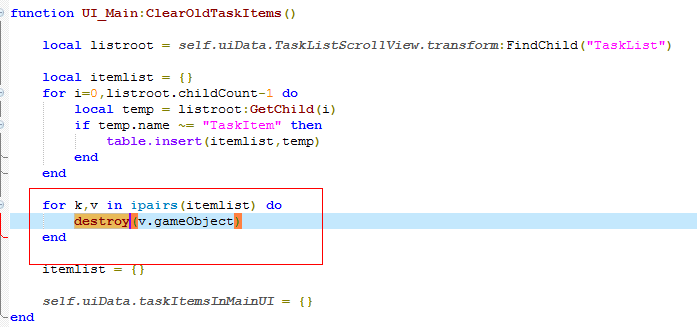 function UI_Main:ClearOldTaskItems()
local listroot = self.uiData.TaskListScrollView.transform:FindChild("TaskList")
local itemlist = {}
for i=0,listroot.childCount-1 do
local temp = listroot:GetChild(i)
if temp.name ~= "TaskItem" then
table.insert(itemlist,temp)
end
end
for k,v in ipairs(itemlist) do
destroy(v.gameObject)
end
itemlist = {}
self.uiData.taskItemsInMainUI = {}
end